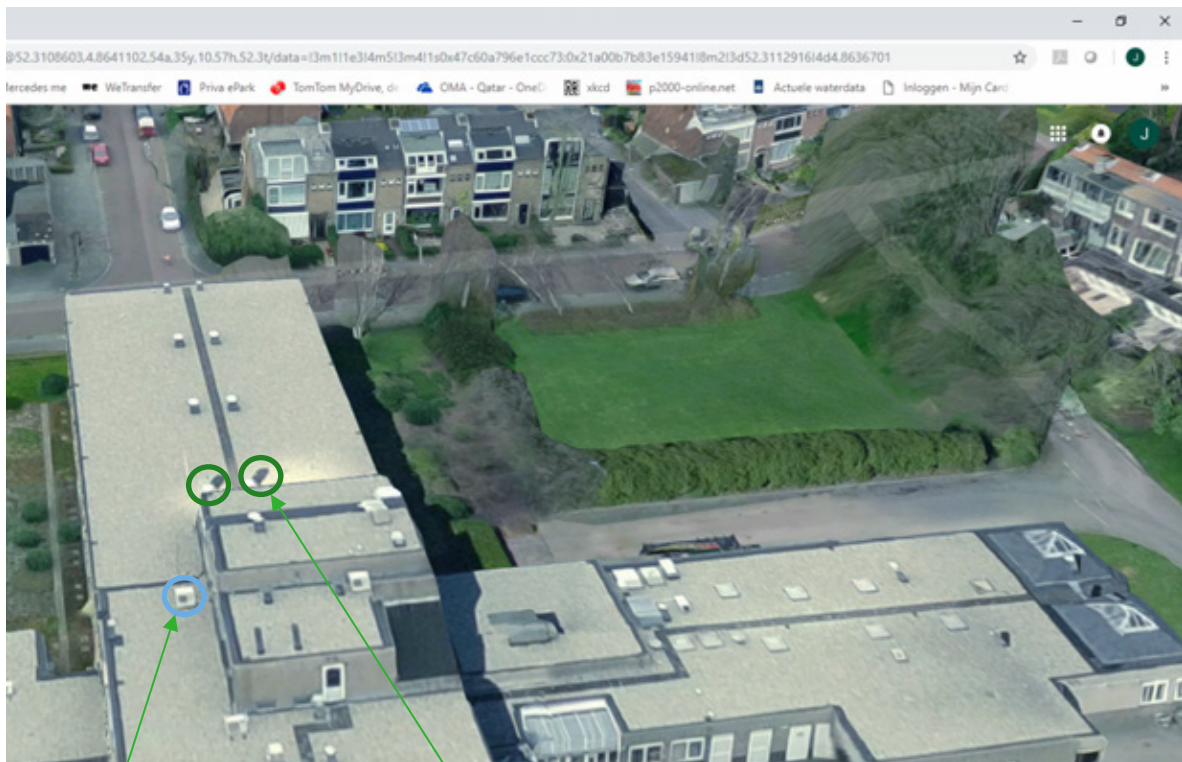 @52.3108603,4.8641102.54a,35y,10.57h,52.3t/data=!3m1!1e3!4m5!3m4!1s0x47c60a796e1ccc73:0x21a00b7b83e15941!8m2!3d52.3112916!4d4.8636701
Mercedes me WeTransfer Priva ePark TomTom MyDrive, de OMA - Qatar - OneD xkcd p2000-online.net Actuele waterdata Inloggen - Mijn Card
J